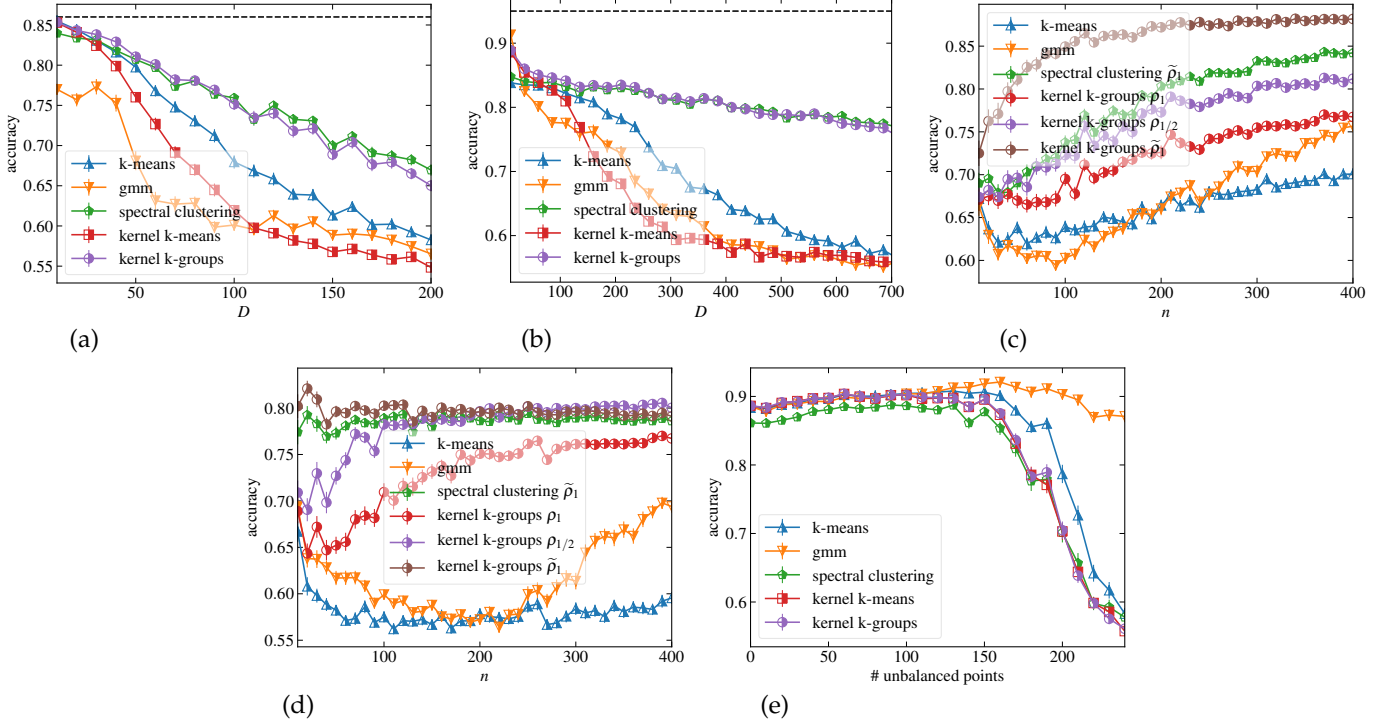 0.85
0.80
0.75
0.70
0.65
0.60
0.55
accuracy
k-means
gmm
spectral clustering
kernel k-means
kernel k-groups
50
100
150
200
D
(a)
0.9
0.8
0.7
0.6
accuracy
k-means
gmm
spectral clustering
kernel k-means
kernel k-groups
100
200
300
400
500
600
700
D
(b)
0.85
0.80
0.75
0.70
0.65
0.60
accuracy
k-means
gmm
spectral clustering ρ̃₁
kernel k-groups ρ₁
kernel k-groups ρ₁/₂
kernel k-groups ρ̃₁
100
200
300
400
n
(c)
0.80
0.75
0.70
0.65
0.60
0.55
accuracy
k-means
gmm
spectral clustering ρ̃₁
kernel k-groups ρ₁
kernel k-groups ρ₁/₂
kernel k-groups ρ̃₁
100
200
300
400
n
(d)
0.9
0.8
0.7
0.6
accuracy
k-means
gmm
spectral clustering
kernel k-means
kernel k-groups
0
50
100
150
200
# unbalanced points
(e)